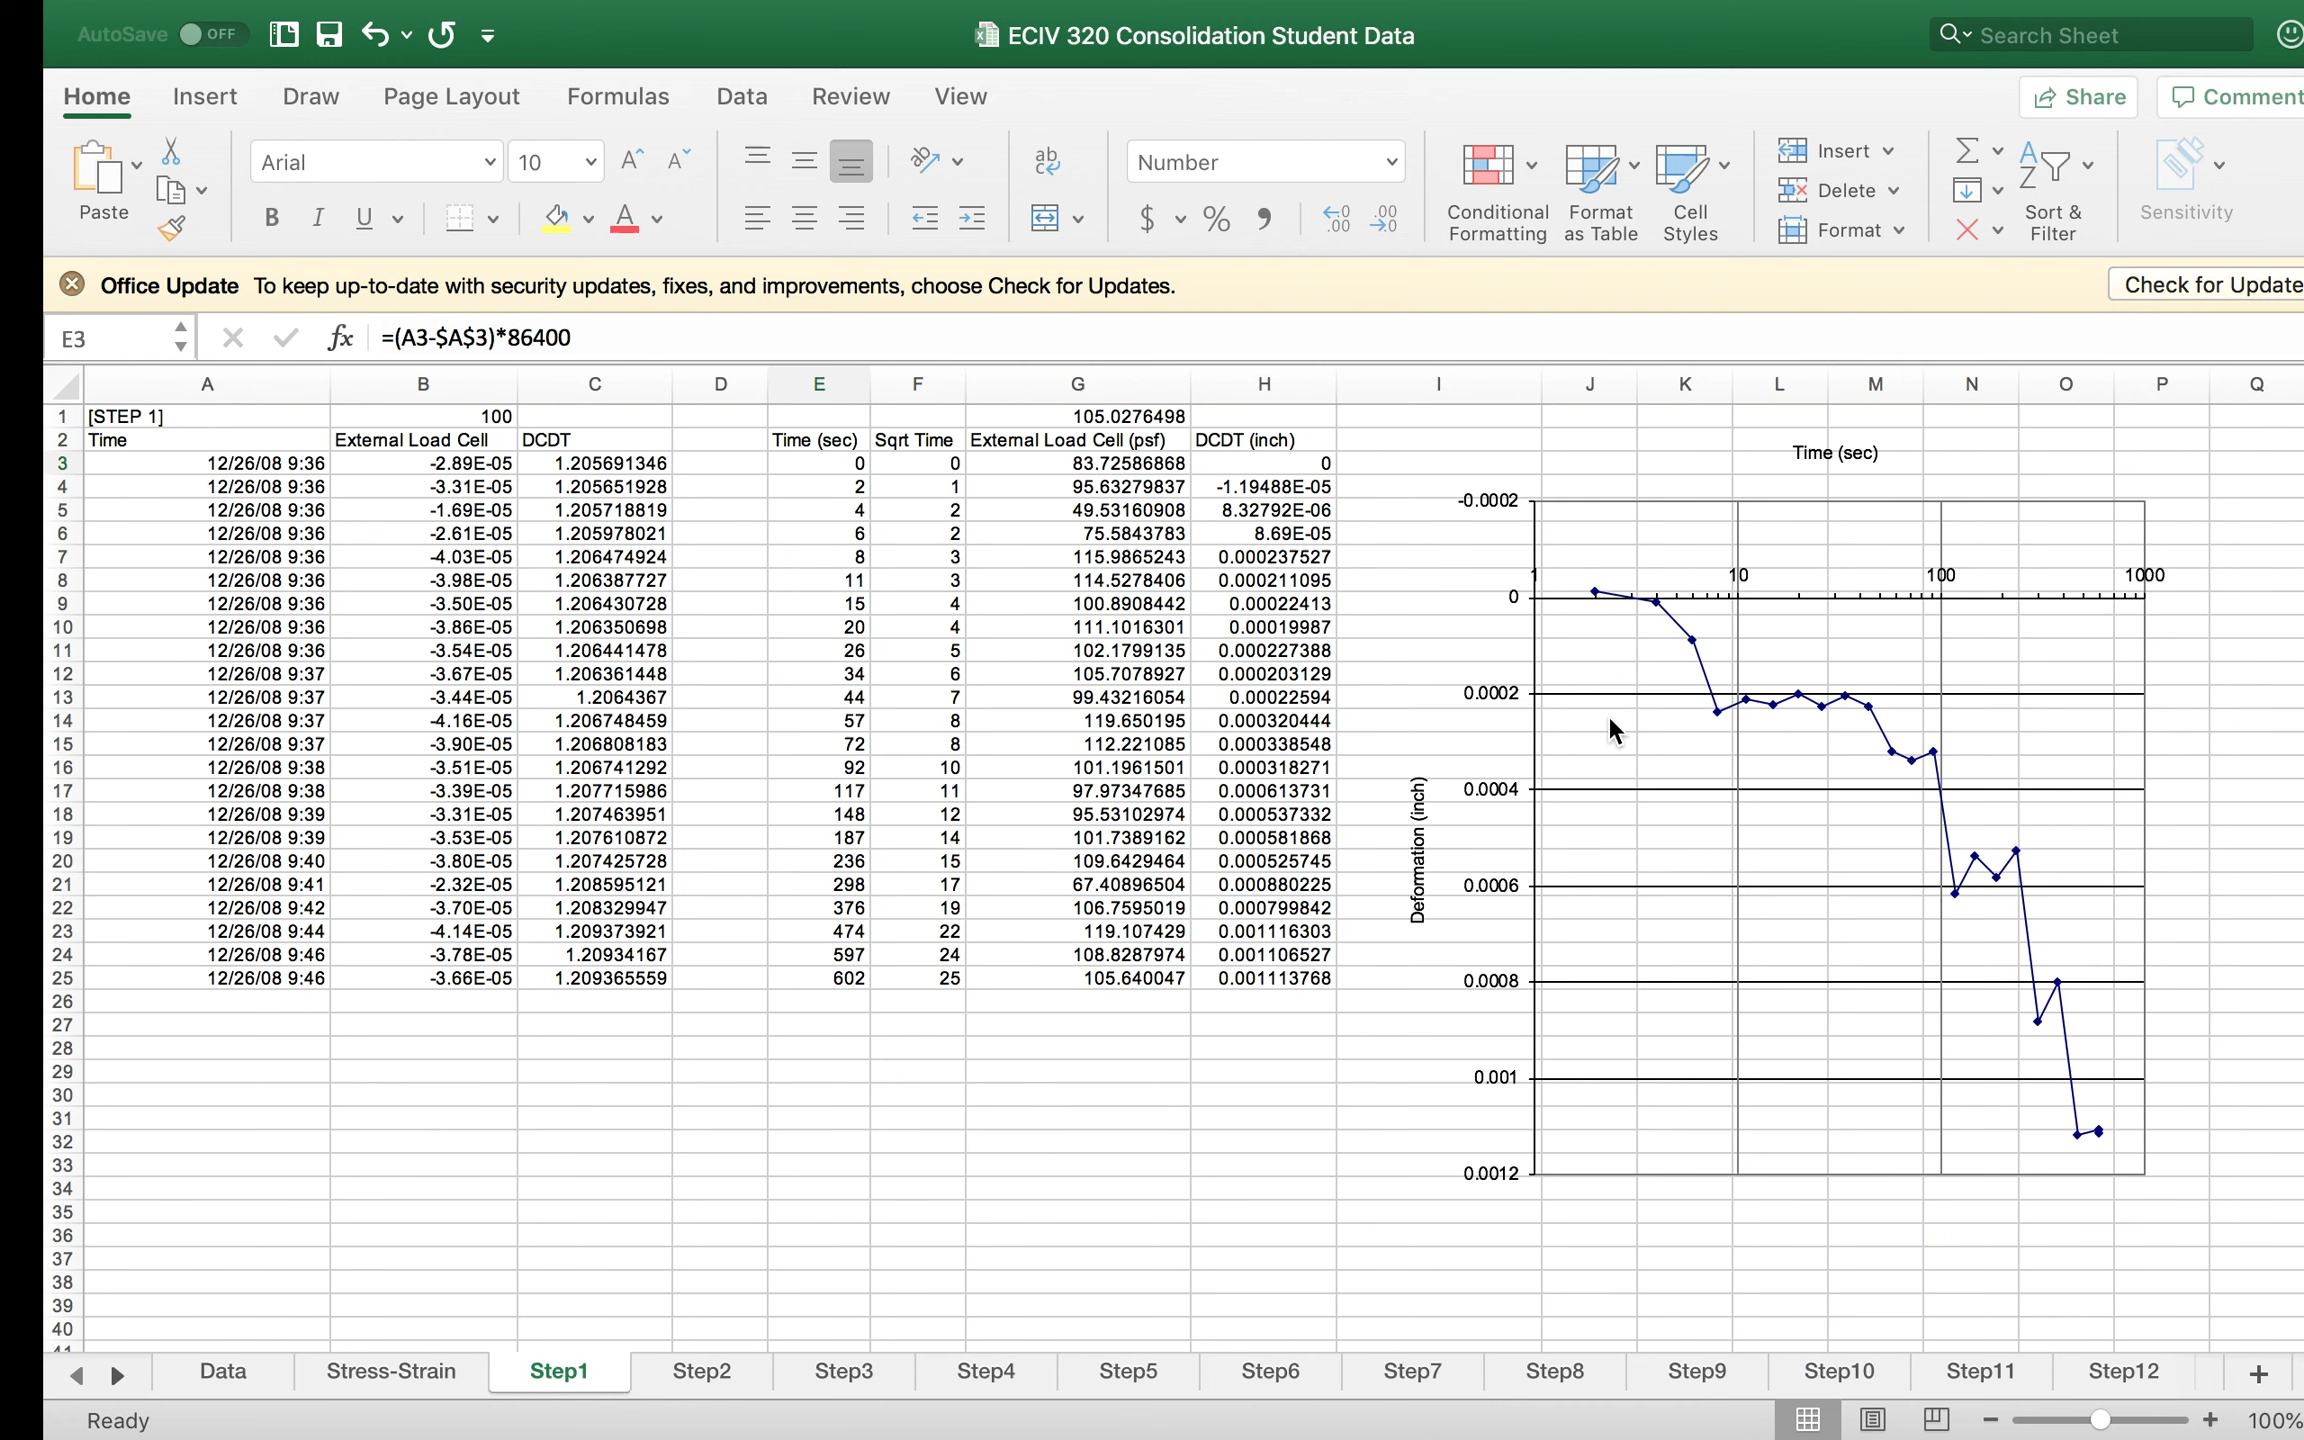 AutoSave OFF
ECIV 320 Consolidation Student Data
Search Sheet
Home Insert Draw Page Layout Formulas Data Review View
Share Comment
Paste
Arial 10
B I U
Number
$ % 9
Conditional Formatting
Format as Table
Cell Styles
Insert
Delete
Format
Sort & Filter
Sensitivity
Office Update To keep up-to-date with security updates, fixes, and improvements, choose Check for Updates.
Check for Update
E3 fx =(A3-$A$3)*86400
A B C D E F G H I J K L M N O P Q
1 [STEP 1] 100 105.0276498
2 Time External Load Cell DCDT Time (sec) Sqrt Time External Load Cell (psf) DCDT (inch)
3 12/26/08 9:36 -2.89E-05 1.205691346 0 0 83.72586868 0
4 12/26/08 9:36 -3.31E-05 1.205651928 2 1 95.63279837 -1.19488E-05
5 12/26/08 9:36 -1.69E-05 1.205718819 4 2 49.53160908 8.32792E-06
6 12/26/08 9:36 -2.61E-05 1.205978021 6 2 75.5843783 8.69E-05
7 12/26/08 9:36 -4.03E-05 1.206474924 8 3 115.9865243 0.000237527
8 12/26/08 9:36 -3.98E-05 1.206387727 11 3 114.5278406 0.000211095
9 12/26/08 9:36 -3.50E-05 1.206430728 15 4 100.8908442 0.00022413
10 12/26/08 9:36 -3.86E-05 1.206350698 20 4 111.1016301 0.00019987
11 12/26/08 9:36 -3.54E-05 1.206441478 26 5 102.1799135 0.000227388
12 12/26/08 9:37 -3.67E-05 1.206361448 34 6 105.7078927 0.000203129
13 12/26/08 9:37 -3.44E-05 1.2064367 44 7 99.43216054 0.00022594
14 12/26/08 9:37 -4.16E-05 1.206748459 57 8 119.650195 0.000320444
15 12/26/08 9:37 -3.90E-05 1.206808183 72 8 112.221085 0.000338548
16 12/26/08 9:38 -3.51E-05 1.206741292 92 10 101.1961501 0.000318271
17 12/26/08 9:38 -3.39E-05 1.207715986 117 11 97.97347685 0.000613731
18 12/26/08 9:39 -3.31E-05 1.207463951 148 12 95.53102974 0.000537332
19 12/26/08 9:39 -3.53E-05 1.207610872 187 14 101.7389162 0.000581868
20 12/26/08 9:40 -3.80E-05 1.207425728 236 15 109.6429464 0.000525745
21 12/26/08 9:41 -2.32E-05 1.208595121 298 17 67.40896504 0.000880225
22 12/26/08 9:42 -3.70E-05 1.208329947 376 19 106.7595019 0.000799842
23 12/26/08 9:44 -4.14E-05 1.209373921 474 22 119.107429 0.001116303
24 12/26/08 9:46 -3.78E-05 1.20934167 597 24 108.8287974 0.001106527
25 12/26/08 9:46 -3.66E-05 1.209365559 602 25 105.640047 0.001113768
26
27
28
29
30
31
32
33
34
35
36
37
38
39
40
41
Time (sec)
-0.0002
1 10 100 1000
0
0.0002
0.0004
0.0006
0.0008
0.001
0.0012
Deformation (inch)
Data Stress-Strain Step1 Step2 Step3 Step4 Step5 Step6 Step7 Step8 Step9 Step10 Step11 Step12
Ready
100%